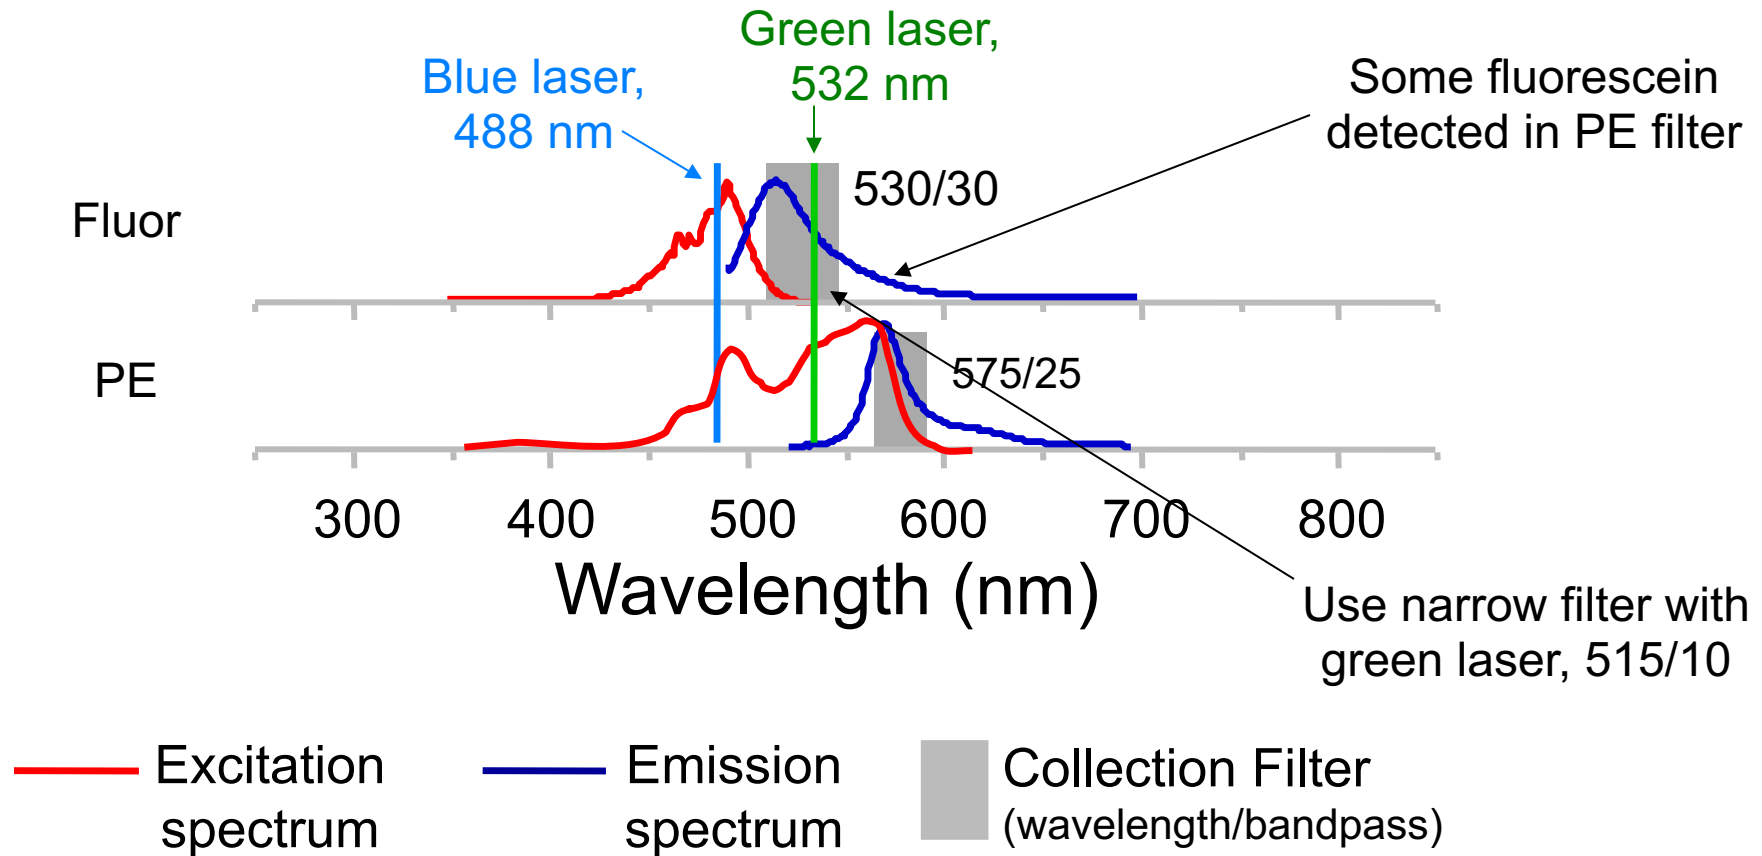 Green laser,
532 nm
Blue laser,
488 nm
Some fluorescein
detected in PE filter
530/30
Fluor
575/25
PE
300 400 500 600 700 800
Wavelength (nm)
Use narrow filter with
green laser, 515/10
Excitation
spectrum
Emission
spectrum
Collection Filter
(wavelength/bandpass)